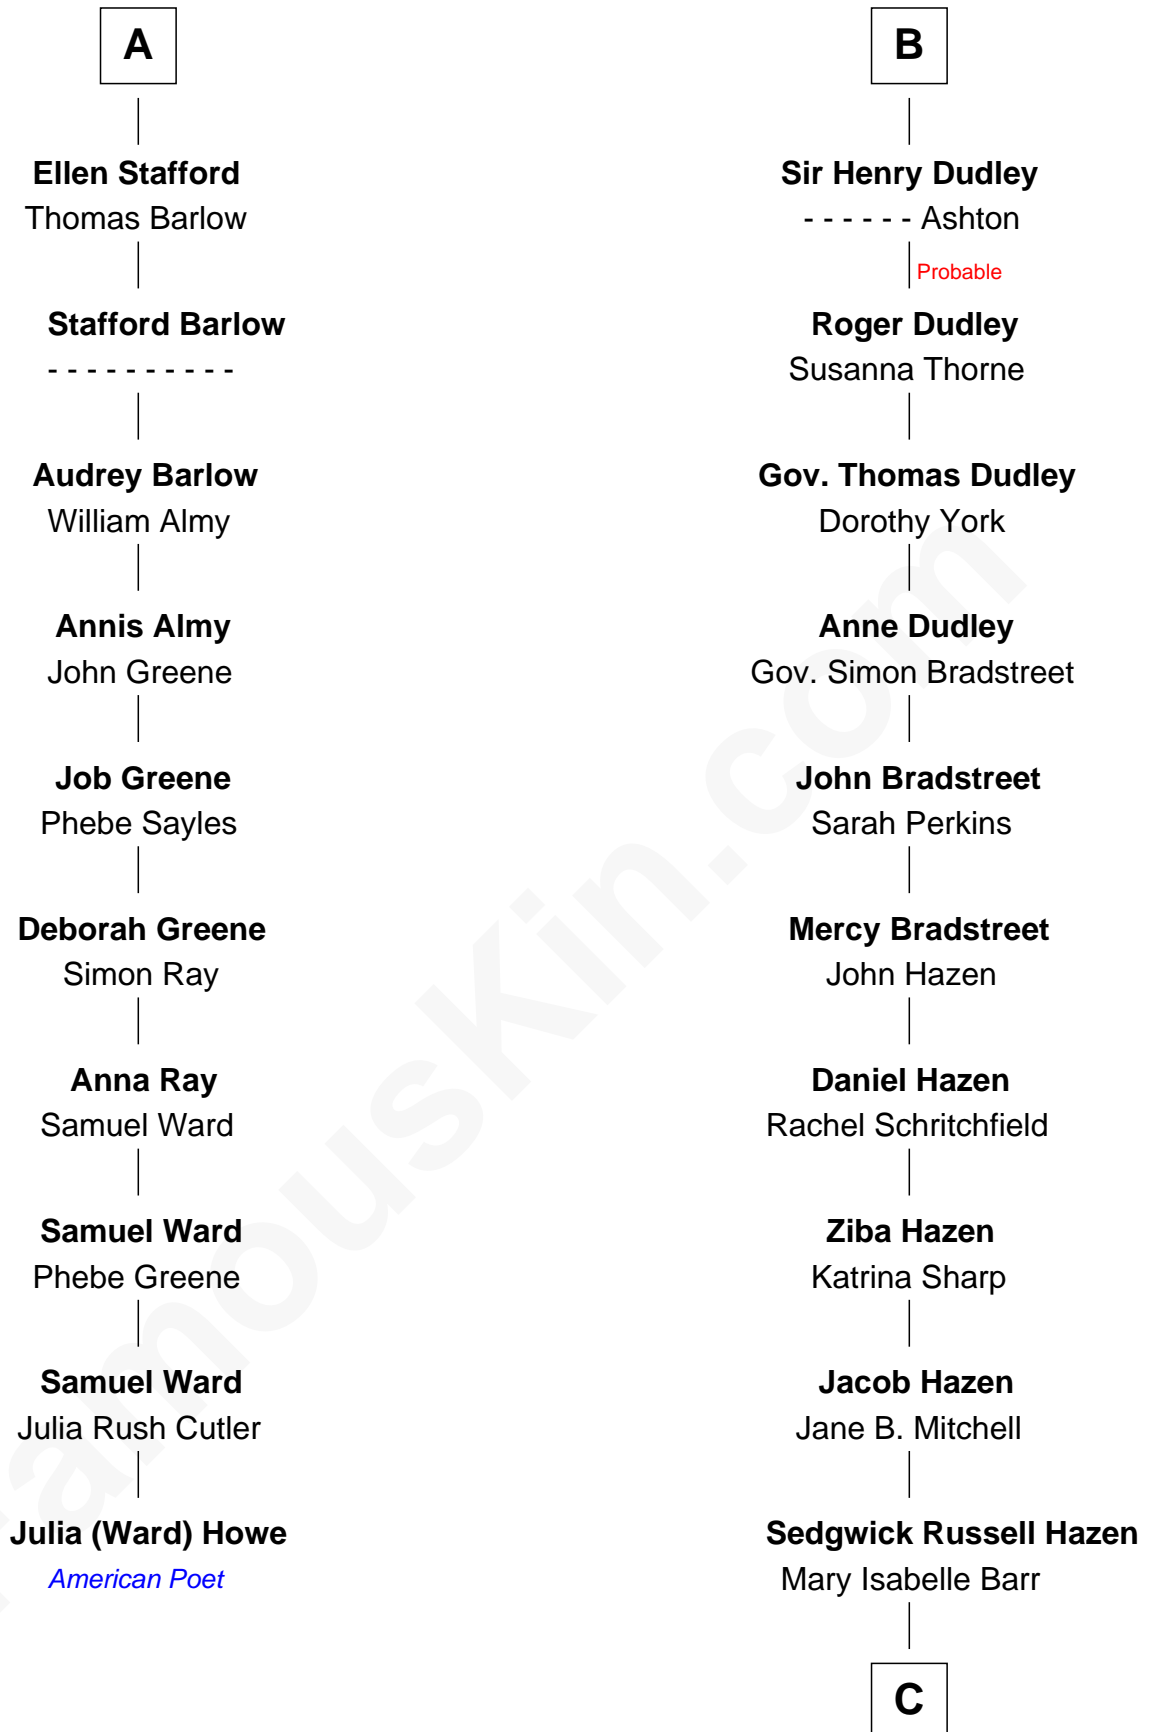 A
Ellen Stafford
Thomas Barlow
Stafford Barlow
- - - - - - - - - -
Audrey Barlow
William Almy
Annis Almy
John Greene
Job Greene
Phebe Sayles
Deborah Greene
Simon Ray
Anna Ray
Samuel Ward
Samuel Ward
Phebe Greene
Samuel Ward
Julia Rush Cutler
Julia (Ward) Howe
American Poet
B
Sir Henry Dudley
- - - - - - Ashton
Probable
Roger Dudley
Susanna Thorne
Gov. Thomas Dudley
Dorothy York
Anne Dudley
Gov. Simon Bradstreet
John Bradstreet
Sarah Perkins
Mercy Bradstreet
John Hazen
Daniel Hazen
Rachel Schritchfield
Ziba Hazen
Katrina Sharp
Jacob Hazen
Jane B. Mitchell
Sedgwick Russell Hazen
Mary Isabelle Barr
C
FamousKin.com